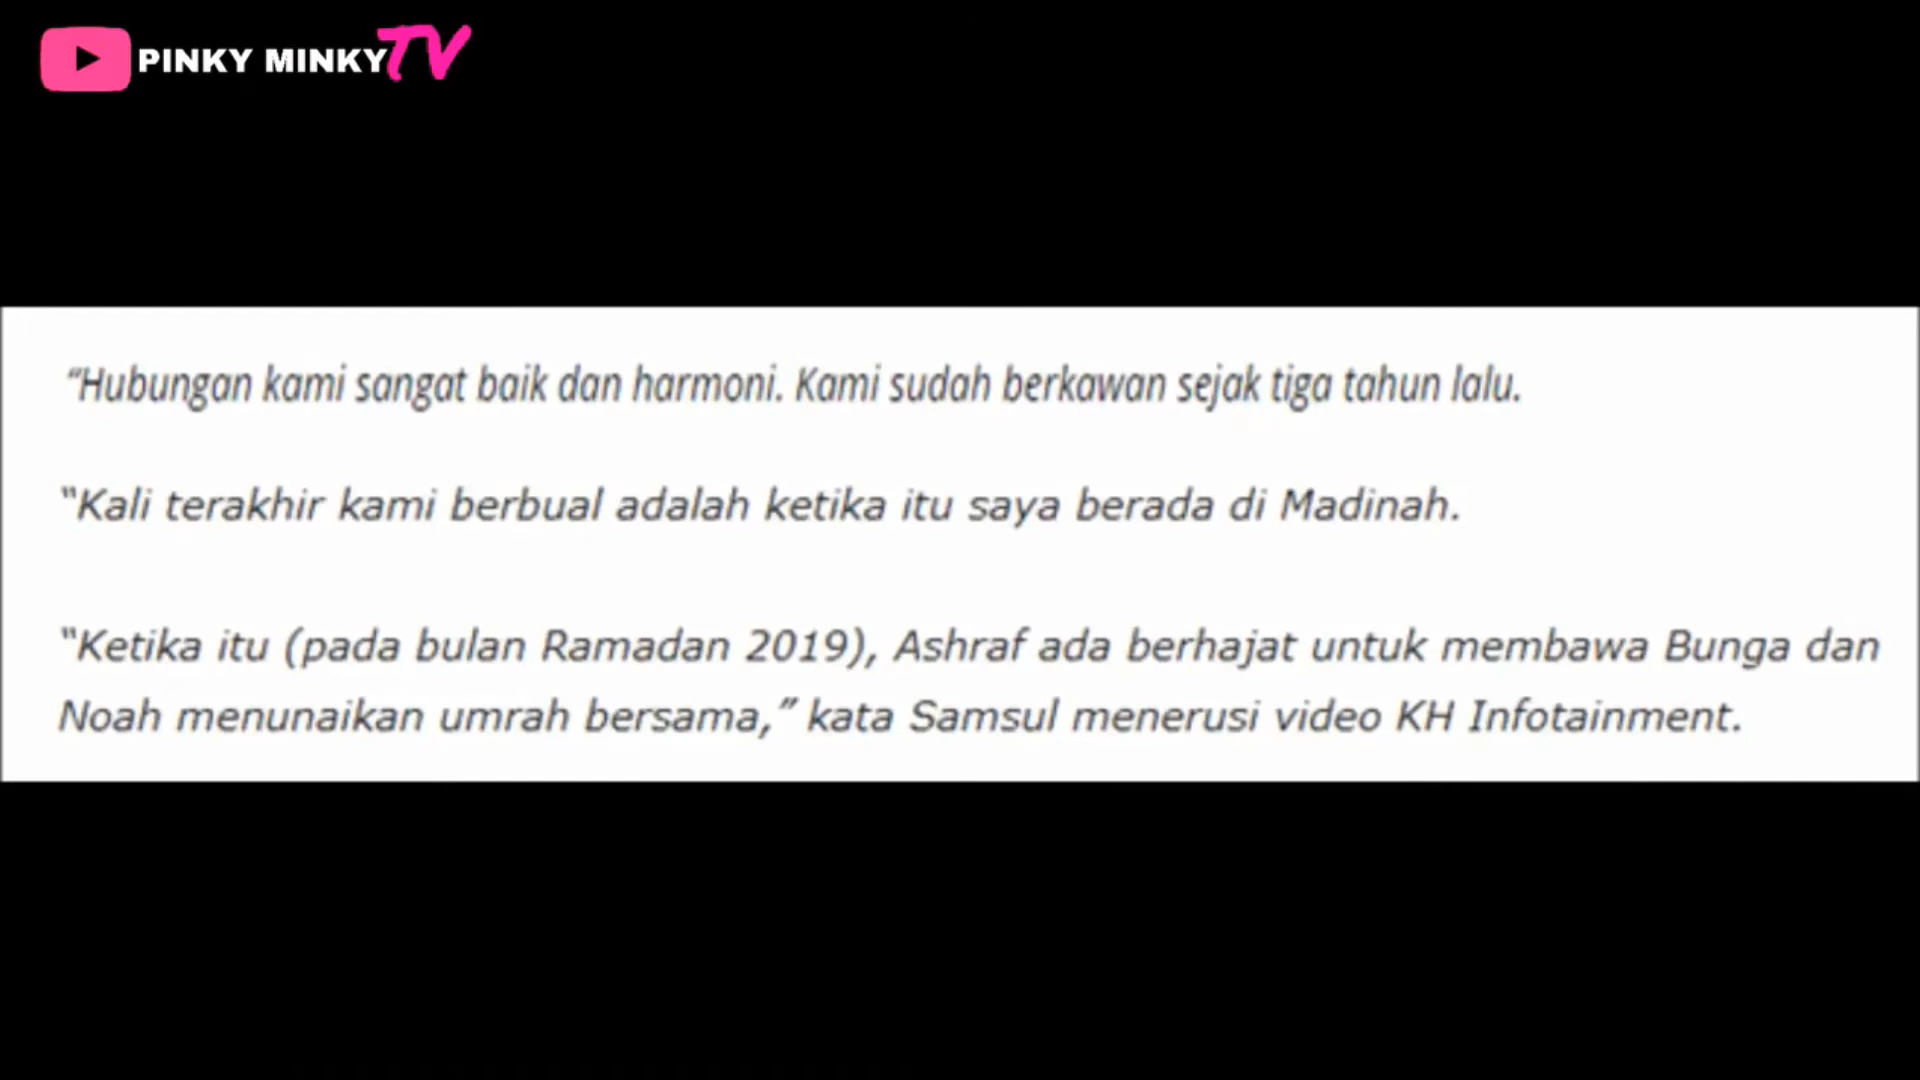 PINKY MINKY TV
“Hubungan kami sangat baik dan harmoni. Kami sudah berkawan sejak tiga tahun lalu.
“Kali terakhir kami berbual adalah ketika itu saya berada di Madinah.
“Ketika itu (pada bulan Ramadan 2019), Ashraf ada berhajat untuk membawa Bunga dan
Noah menunaikan umrah bersama,” kata Samsul menerusi video KH Infotainment.